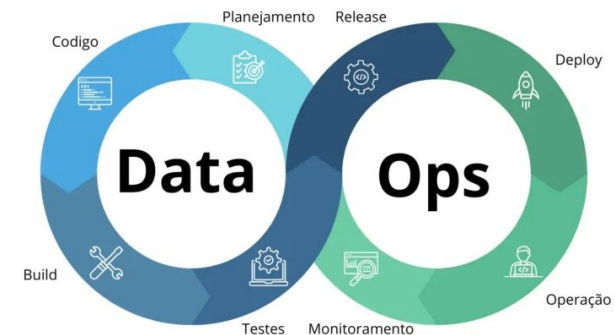 Planejamento
Release
Codigo
Deploy
Data
Ops
Build
Operação
Testes
Monitoramento